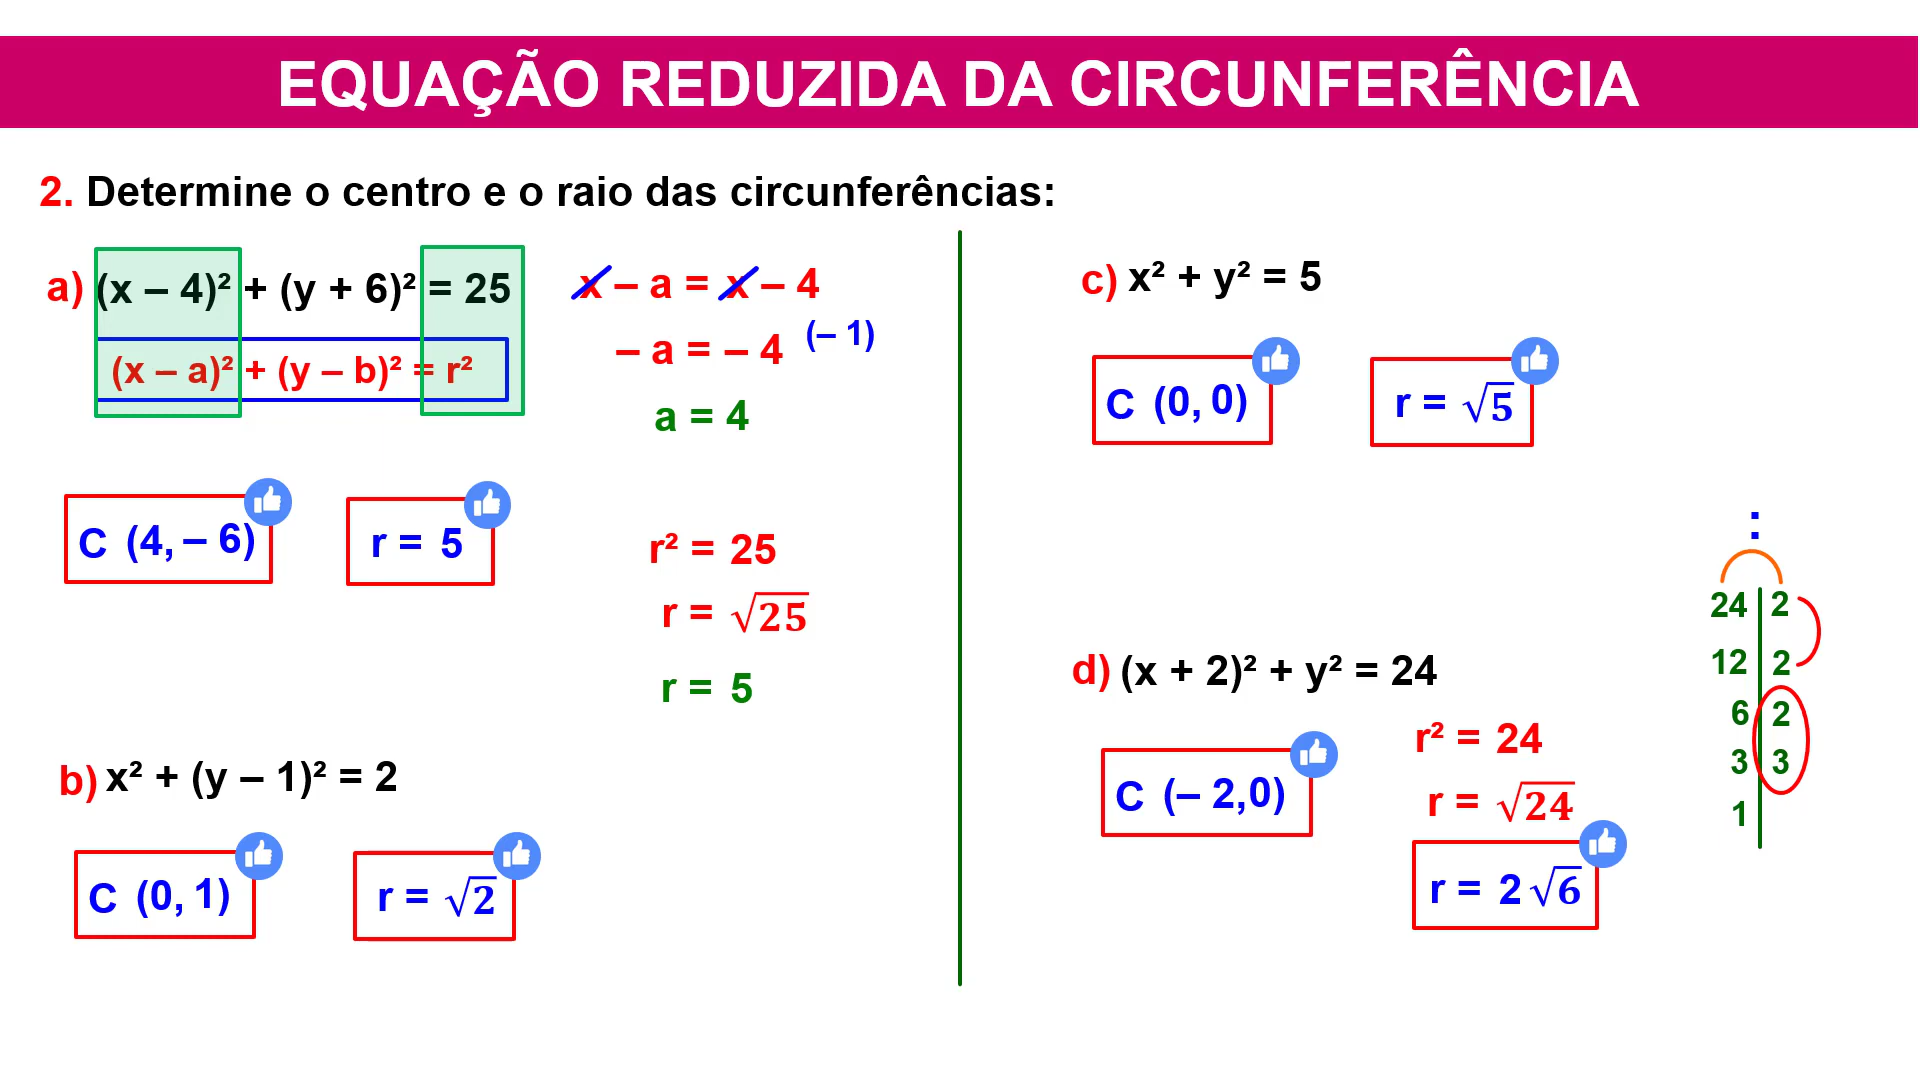 EQUAÇÃO REDUZIDA DA CIRCUNFERÊNCIA
2. Determine o centro e o raio das circunferências:
a) (x – 4)² + (y + 6)² = 25
(x – a)² + (y – b)² = r²
C (4, – 6)
r = 5
x – a = x – 4
– a = – 4 (– 1)
a = 4
r² = 25
r = √25
r = 5
b) x² + (y – 1)² = 2
C (0, 1)
r = √2
c) x² + y² = 5
C (0, 0)
r = √5
d) (x + 2)² + y² = 24
C (– 2,0)
r² = 24
r = √24
r = 2√6
:
24 2
12 2
6 2
3 3
1